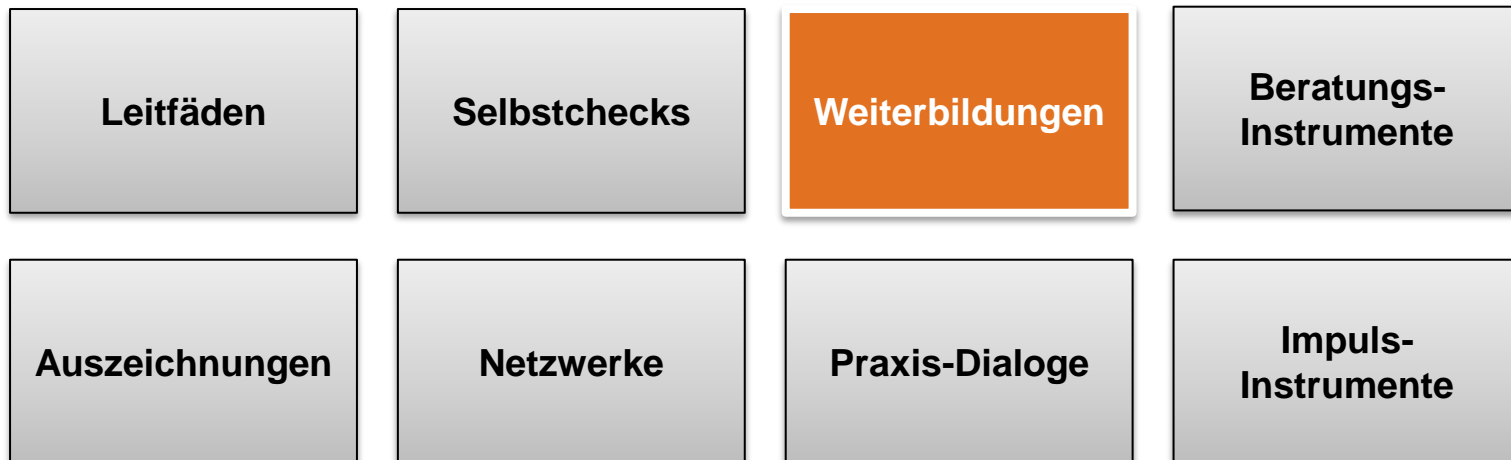 Leitfäden
Selbstchecks
Weiterbildungen
Beratungs-
Instrumente
Auszeichnungen
Netzwerke
Praxis-Dialoge
Impuls-
Instrumente